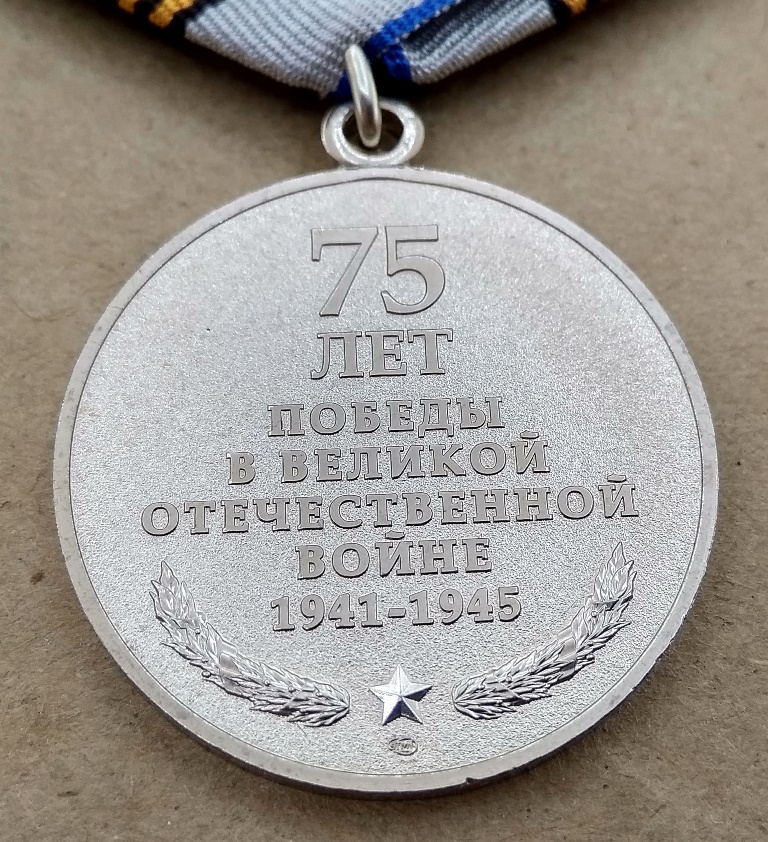 75
ЛЕТ
ПОБЕДЫ
В ВЕЛИКОЙ
ОТЕЧЕСТВЕННОЙ
ВОЙНЕ
1941-1945